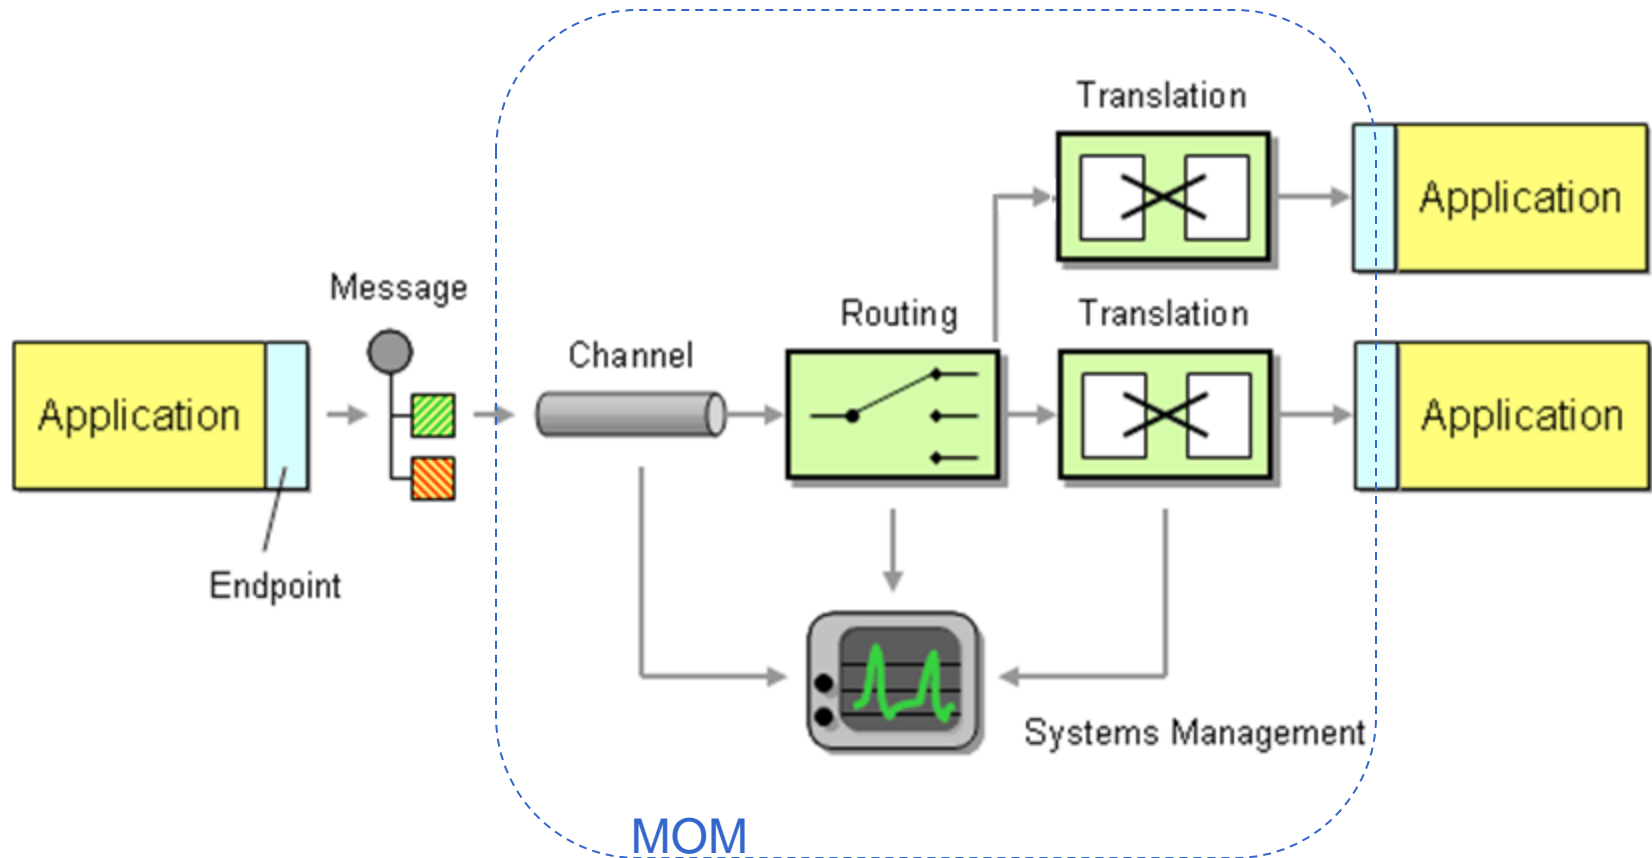 Translation
Application
Message
Routing
Translation
Channel
Application
Application
Endpoint
Systems Management
MOM